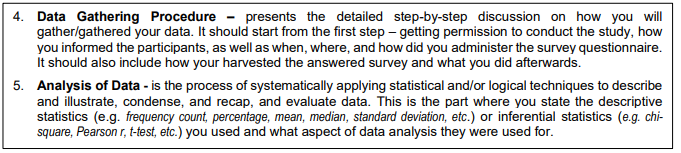 4. Data Gathering Procedure – presents the detailed step-by-step discussion on how you will
gather/gathered your data. It should start from the first step – getting permission to conduct the study, how
you informed the participants, as well as when, where, and how did you administer the survey questionnaire.
It should also include how your harvested the answered survey and what you did afterwards.
5. Analysis of Data - is the process of systematically applying statistical and/or logical techniques to describe
and illustrate, condense, and recap, and evaluate data. This is the part where you state the descriptive
statistics (e.g. frequency count, percentage, mean, median, standard deviation, etc.) or inferential statistics (e.g. chi-
square, Pearson r, t-test, etc.) you used and what aspect of data analysis they were used for.